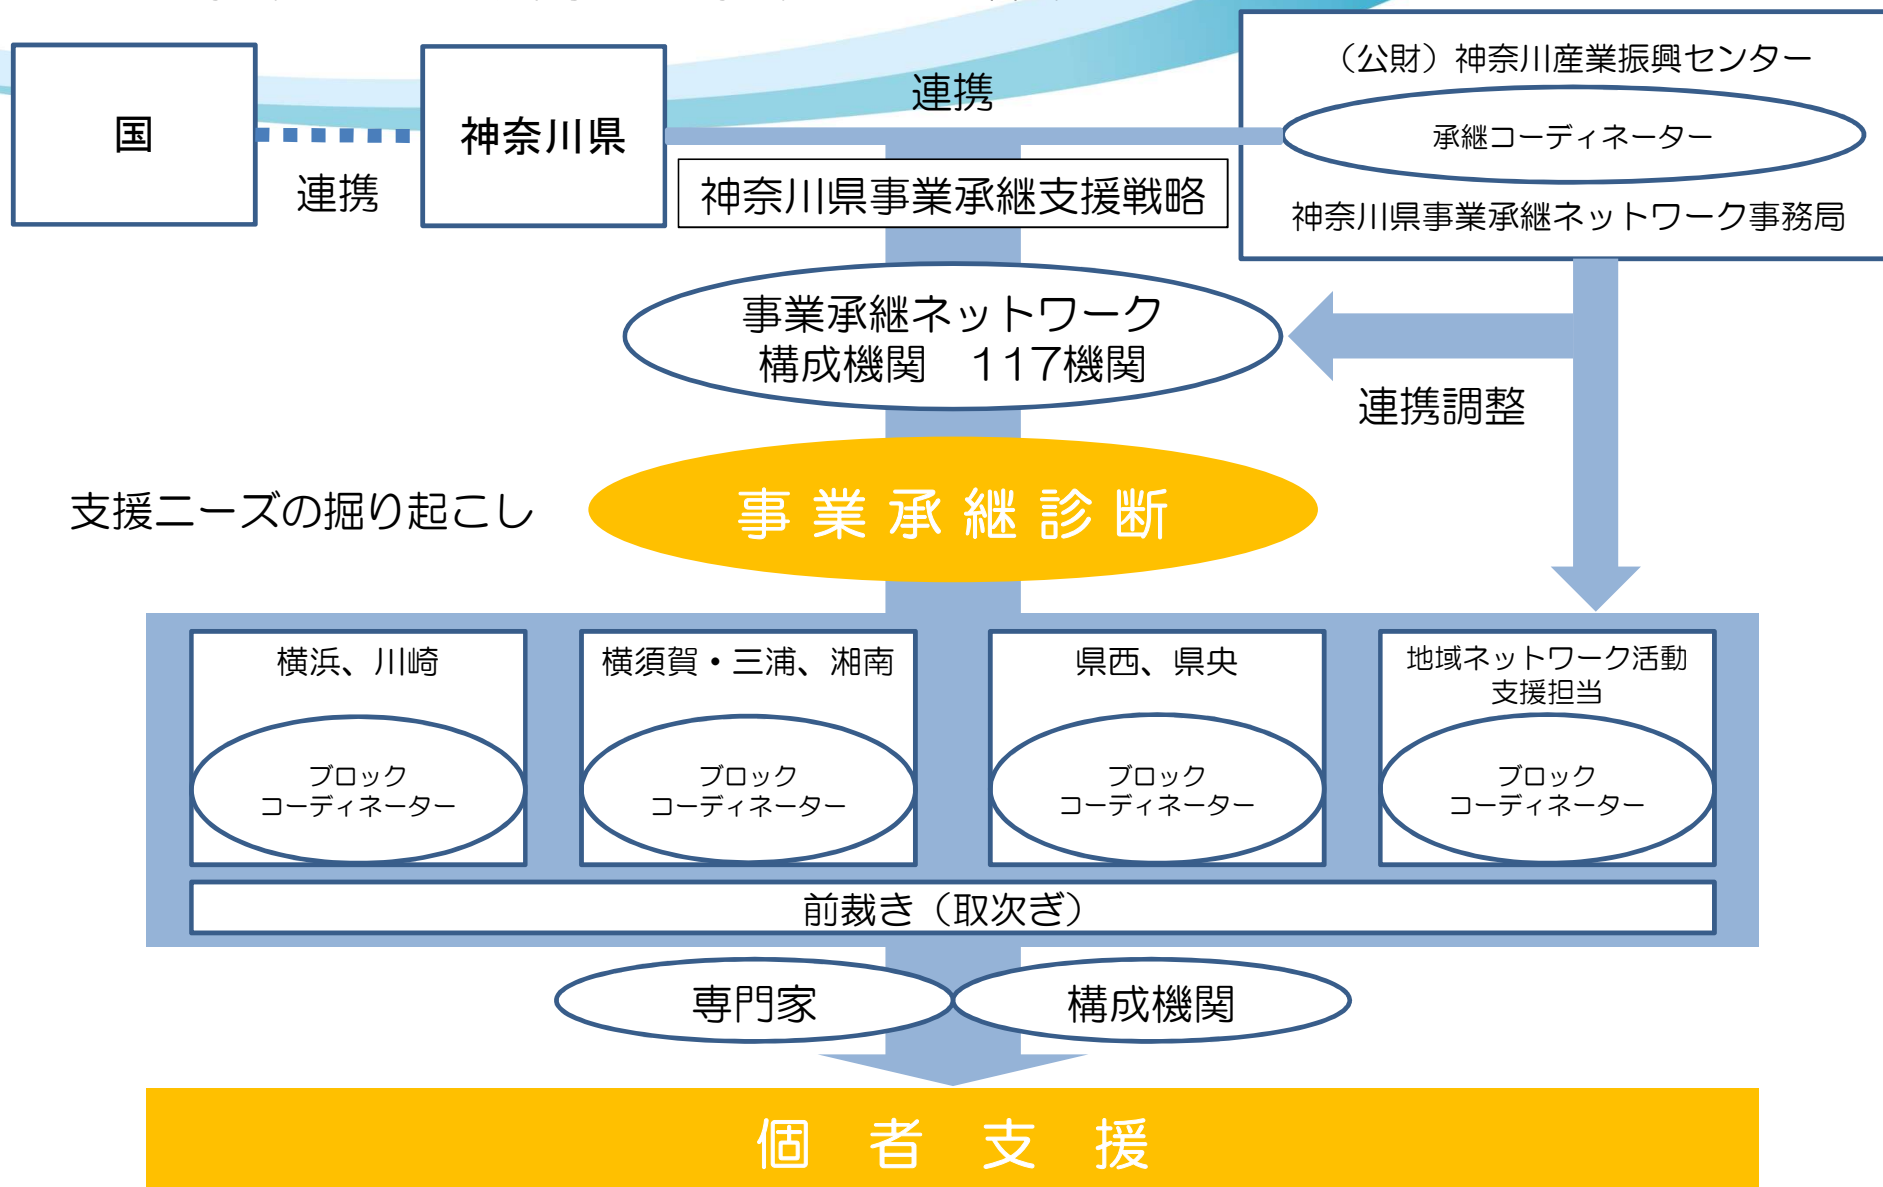 国
連携
神奈川県
連携
神奈川県事業承継支援戦略
（公財）神奈川産業振興センター
承継コーディネーター
神奈川県事業承継ネットワーク事務局
事業承継ネットワーク
構成機関　117機関
連携調整
支援ニーズの掘り起こし
事業承継診断
横浜、川崎
ブロック
コーディネーター
横須賀・三浦、湘南
ブロック
コーディネーター
県西、県央
ブロック
コーディネーター
地域ネットワーク活動
支援担当
ブロック
コーディネーター
前裁き（取次ぎ）
専門家
構成機関
個者支援